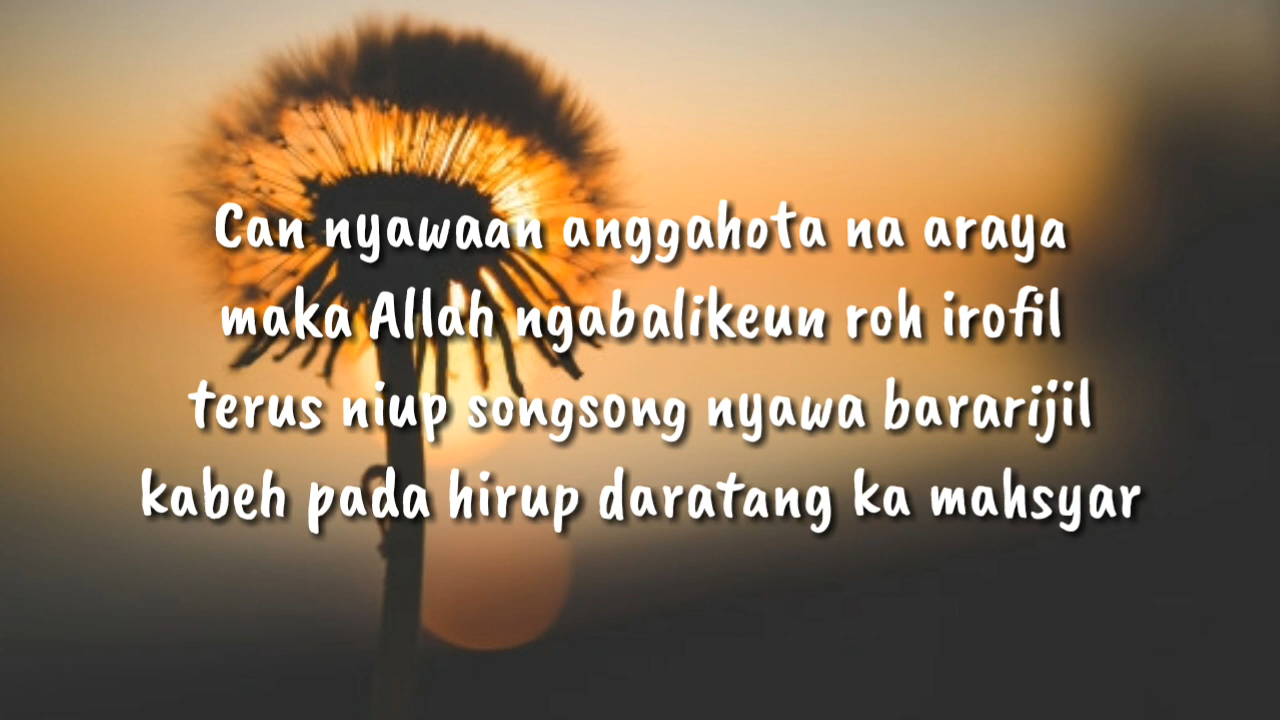 Can nyawaan anggahota na araya
maka Alldh ngabalikeun roh irofil
terus niup songsong nyawa bararijil
kabeh pada hirup daratang ka mahsyar